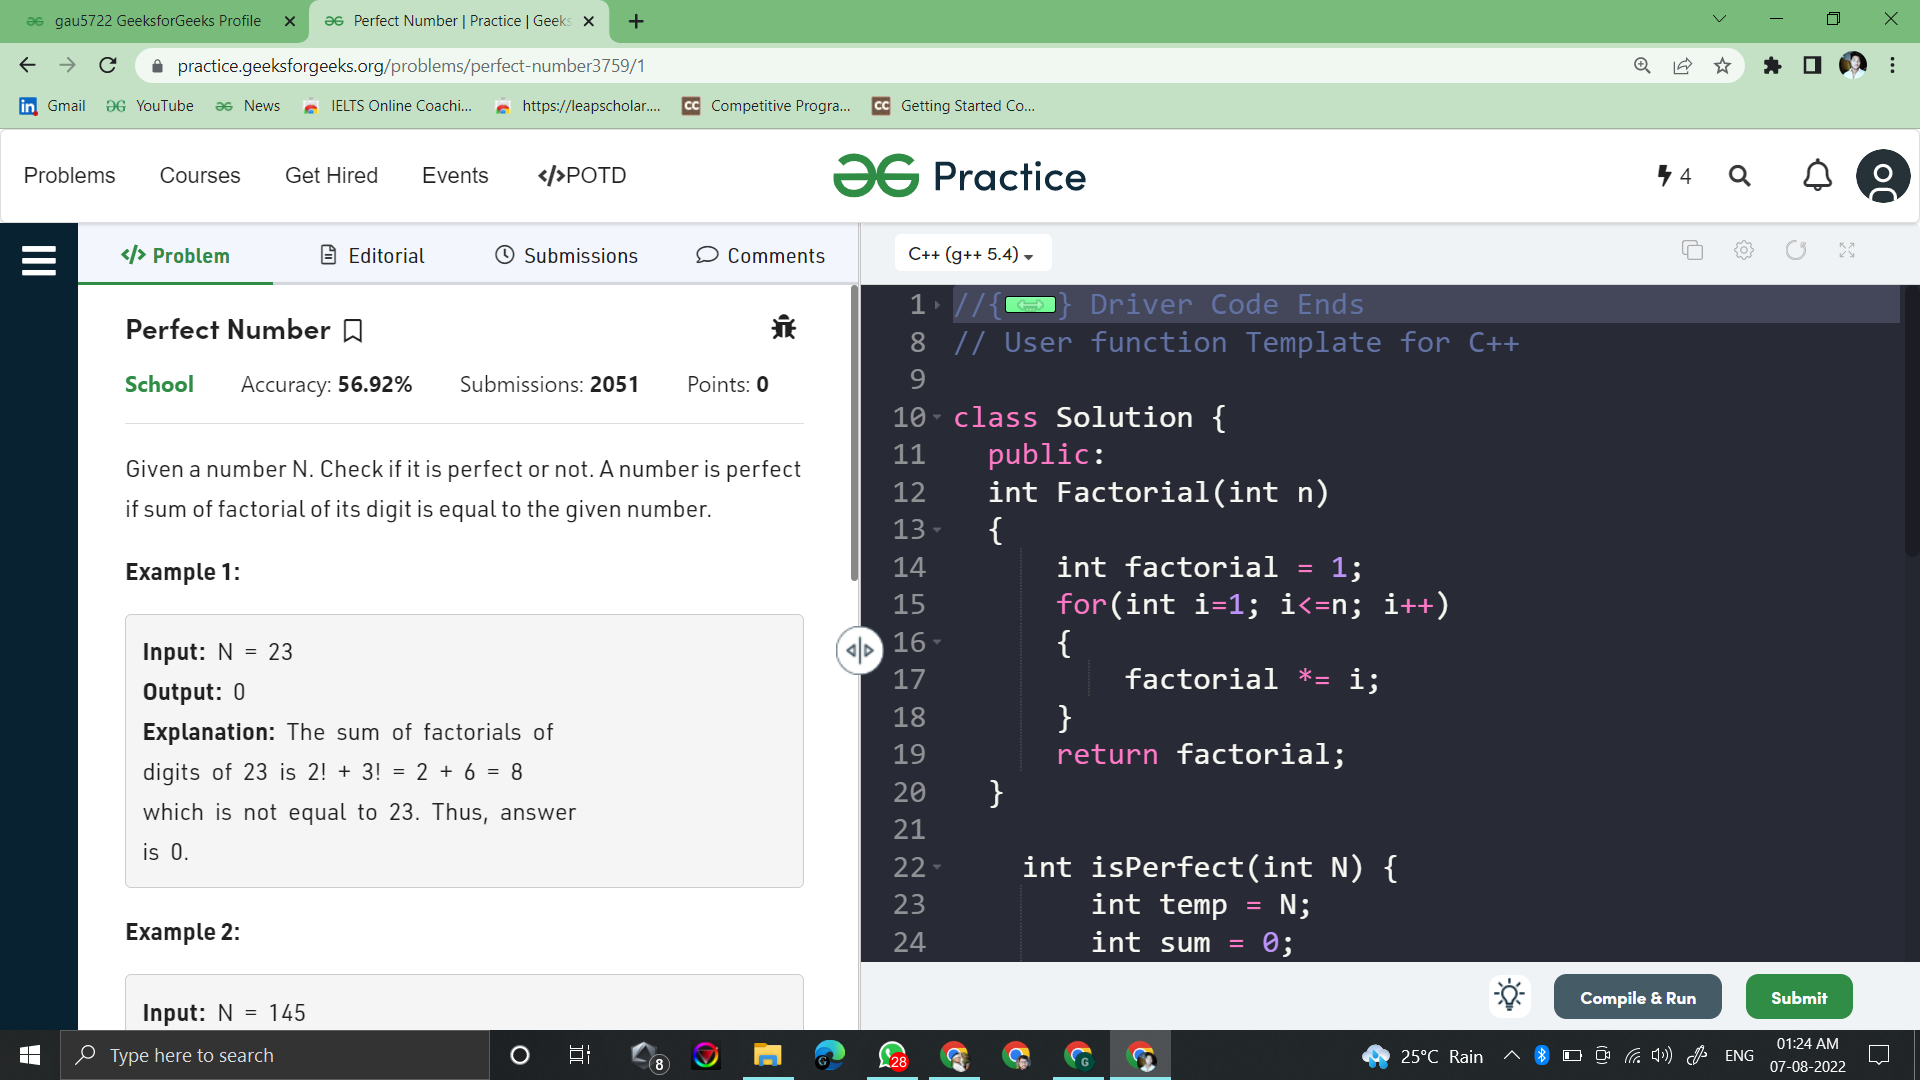 gau5722 GeeksforGeeks Profile
Perfect Number | Practice | Geeks
practice.geeksforgeeks.org/problems/perfect-number3759/1
Gmail YouTube News IELTS Online Coachi... https://leapscholar.... CC Competitive Progra... CC Getting Started Co...
Problems Courses Get Hired Events </>POTD
Practice
4
</> Problem Editorial Submissions Comments
Perfect Number
School Accuracy: 56.92% Submissions: 2051 Points: 0
Given a number N. Check if it is perfect or not. A number is perfect
if sum of factorial of its digit is equal to the given number.
Example 1:
Input: N = 23
Output: 0
Explanation: The sum of factorials of
digits of 23 is 2! + 3! = 2 + 6 = 8
which is not equal to 23. Thus, answer
is 0.
Example 2:
Input: N = 145
C++ (g++ 5.4)
1 //{ } Driver Code Ends
8 // User function Template for C++
9
10 class Solution {
11 public:
12 int Factorial(int n)
13 {
14 int factorial = 1;
15 for(int i=1; i<=n; i++)
16 {
17 factorial *= i;
18 }
19 return factorial;
20 }
21
22 int isPerfect(int N) {
23 int temp = N;
24 int sum = 0;
Compile & Run Submit
Type here to search
8
28
G
25°C Rain
ENG
01:24 AM
07-08-2022